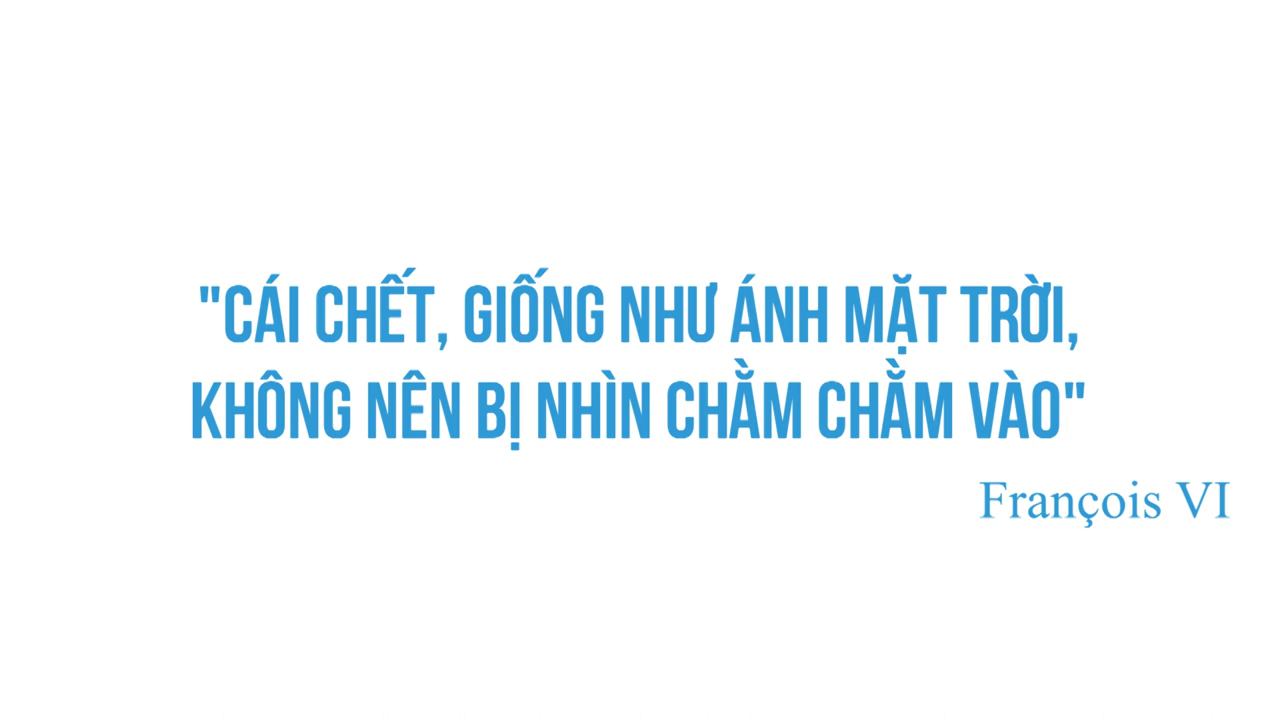 "CÁI CHẾT, GIỐNG NHƯ ÁNH MẶT TRỜI,
KHÔNG NÊN BỊ NHÌN CHẰM CHẰM VÀO"
François VI